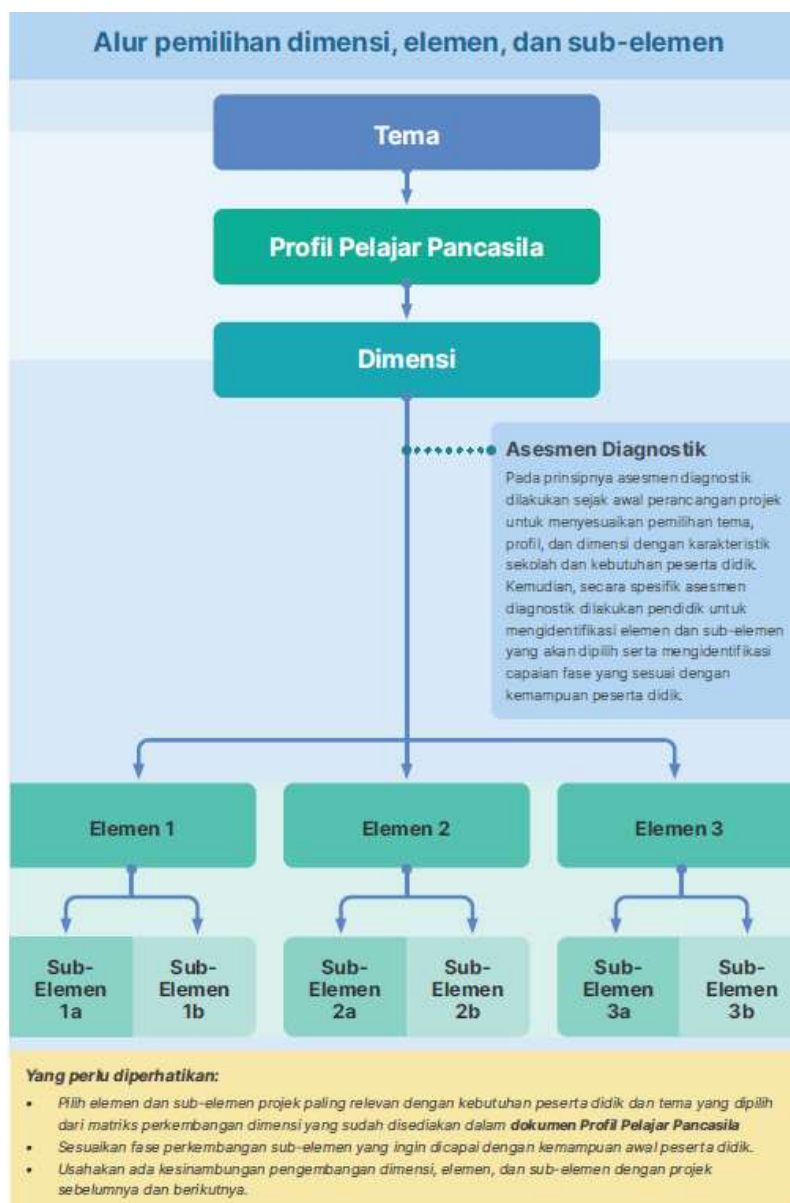 Alur pemilihan dimensi, elemen, dan sub-elemen
Tema
Profil Pelajar Pancasila
Dimensi
Asesmen Diagnostik
Pada prinsipnya asesmen diagnostik
dilakukan sejak awal perancangan projek
untuk menyesuaikan pemilihan tema,
profil, dan dimensi dengan karakteristik
sekolah dan kebutuhan peserta didik.
Kemudian, secara spesifik asesmen
diagnostik dilakukan pendidik untuk
mengidentifikasi elemen dan sub-elemen
yang akan dipilih serta mengidentifikasi
capaian fase yang sesuai dengan
kemampuan peserta didik.
Elemen 1
Elemen 2
Elemen 3
Sub-
Elemen
1a
Sub-
Elemen
1b
Sub-
Elemen
2a
Sub-
Elemen
2b
Sub-
Elemen
3a
Sub-
Elemen
3b
Yang perlu diperhatikan:
• Pilih elemen dan sub-elemen projek paling relevan dengan kebutuhan peserta didik dan tema yang dipilih
dari matriks perkembangan dimensi yang sudah disediakan dalam dokumen Profil Pelajar Pancasila
• Sesuaikan fase perkembangan sub-elemen yang ingin dicapai dengan kemampuan awal peserta didik.
• Usahakan ada kesinambungan pengembangan dimensi, elemen, dan sub-elemen dengan projek
sebelumnya dan berikutnya.